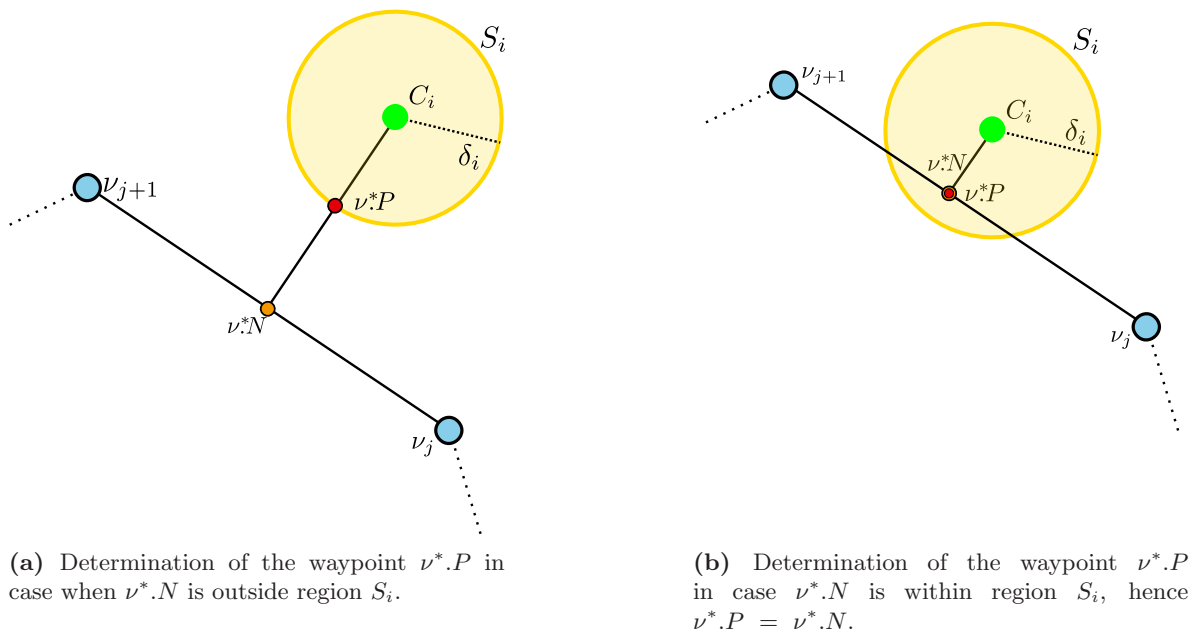 S_i
C_i
δ_i
ν_{j+1}
ν*.P
ν*.N
ν_j
(a) Determination of the waypoint ν*.P in
case when ν*.N is outside region S_i.
S_i
ν_{j+1}
C_i
δ_i
ν*.N
ν*.P
ν_j
(b) Determination of the waypoint ν*.P
in case ν*.N is within region S_i, hence
ν*.P = ν*.N.